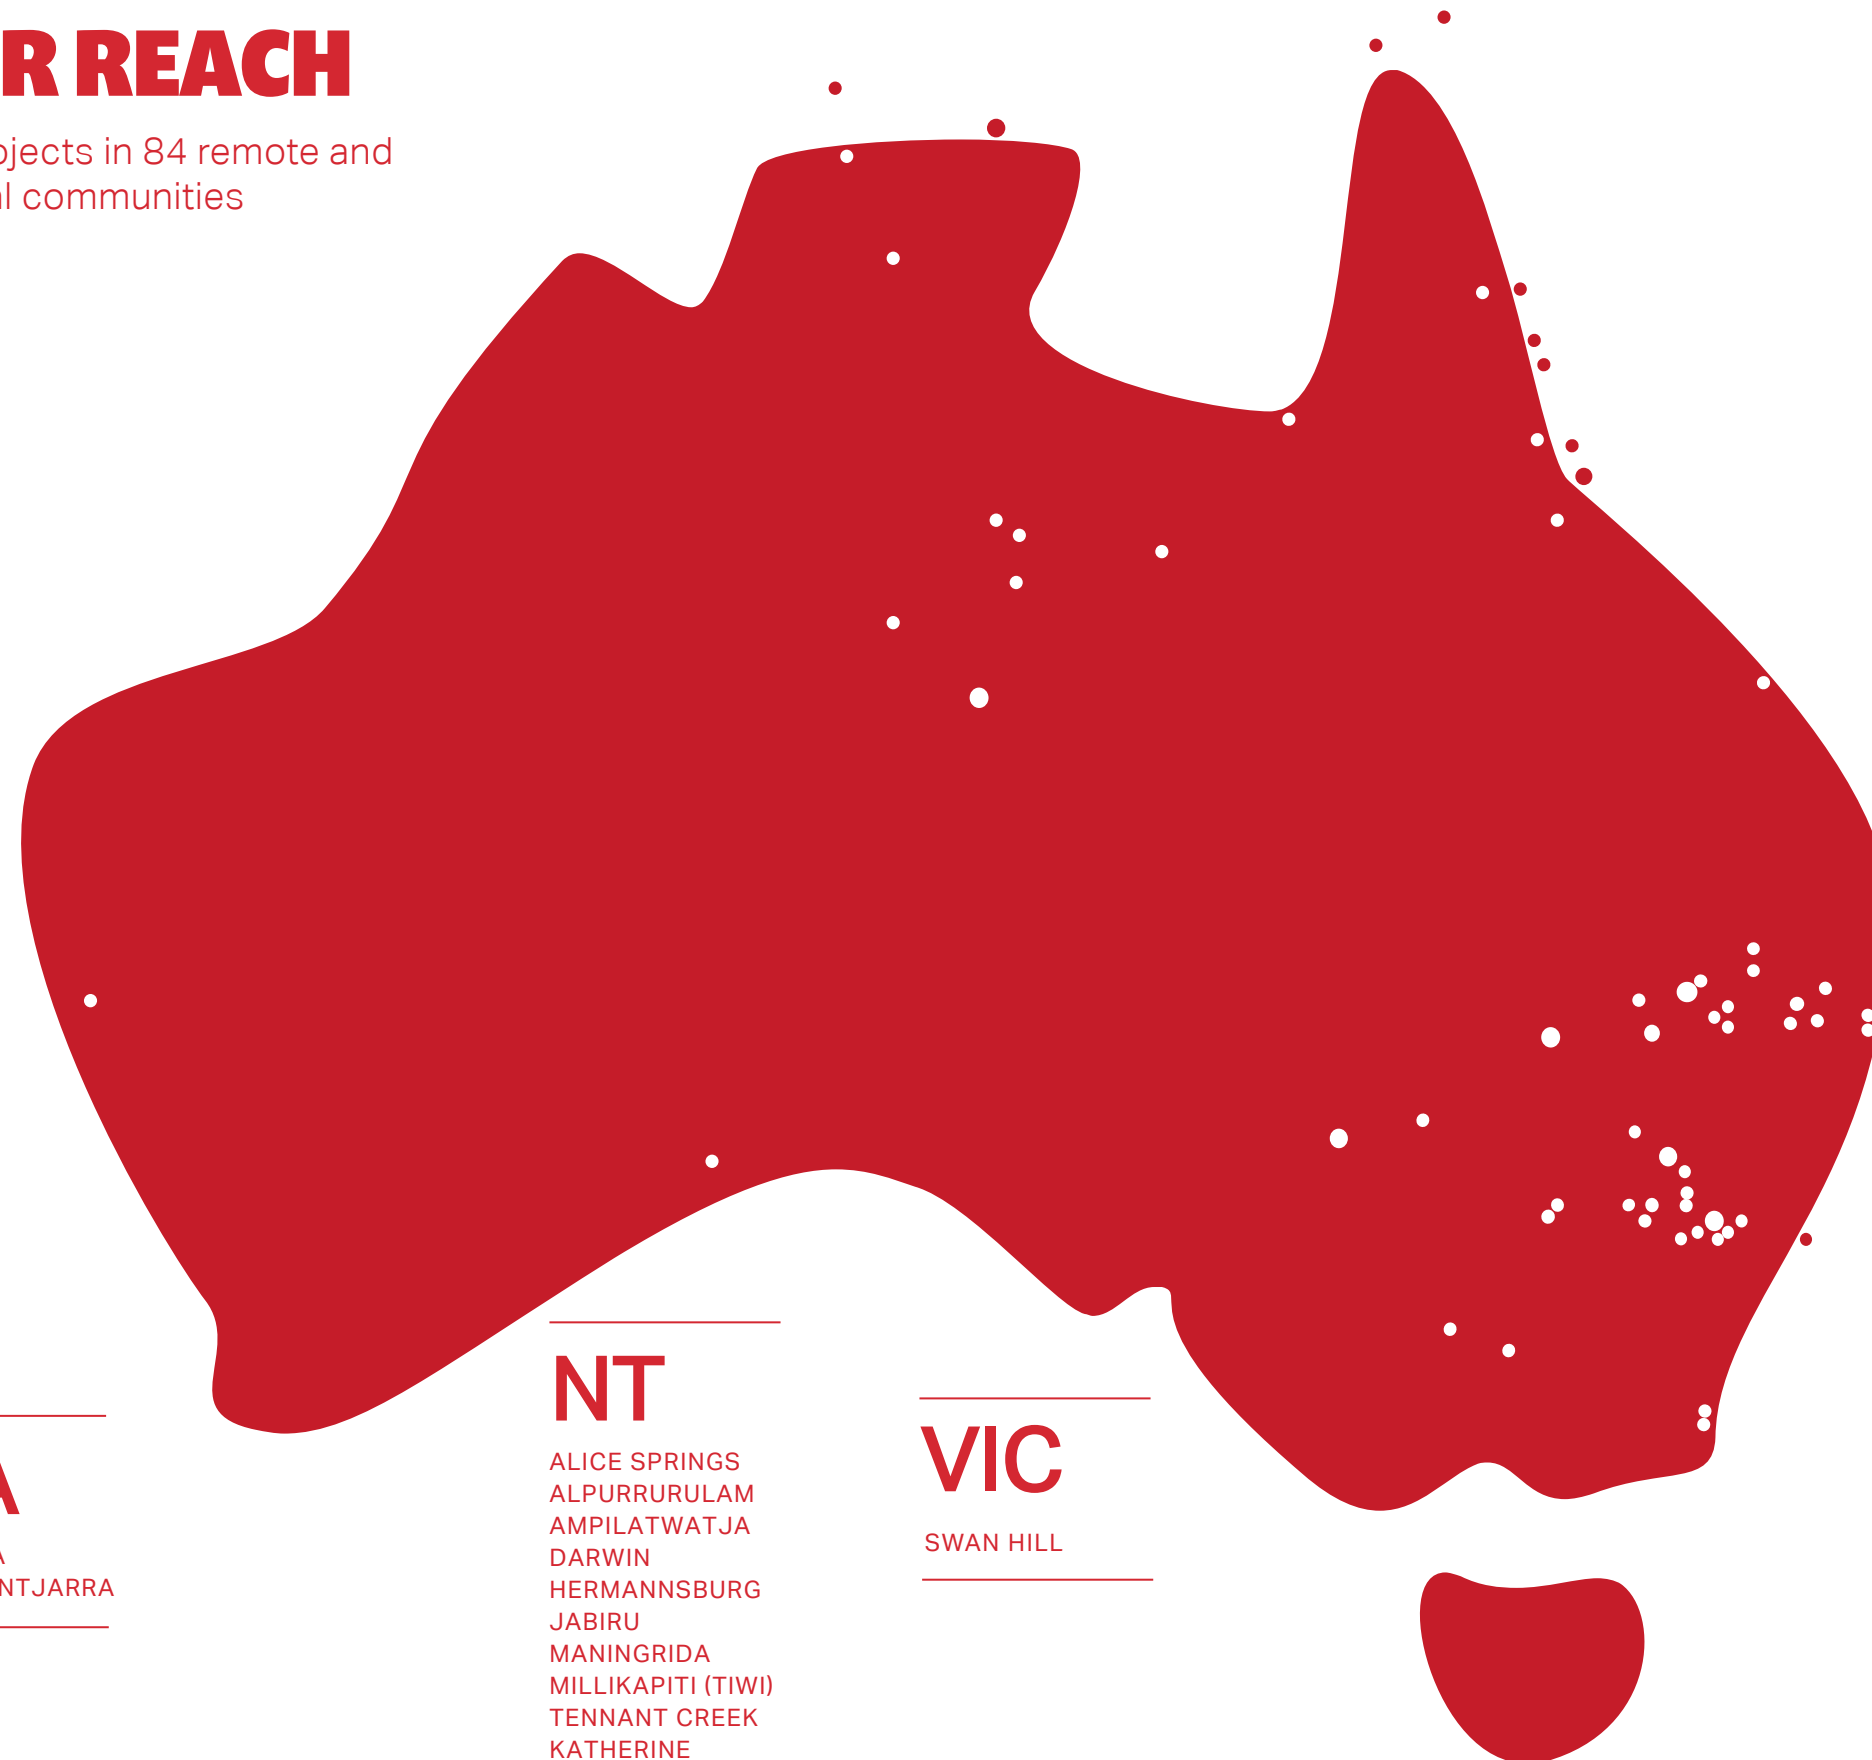 R REACH
jects in 84 remote and
l communities
A
A
NTJARRA
NT
ALICE SPRINGS
ALPURRURULAM
AMPILATWATJA
DARWIN
HERMANNSBURG
JABIRU
MANINGRIDA
MILLIKAPITI (TIWI)
TENNANT CREEK
KATHERINE
VIC
SWAN HILL